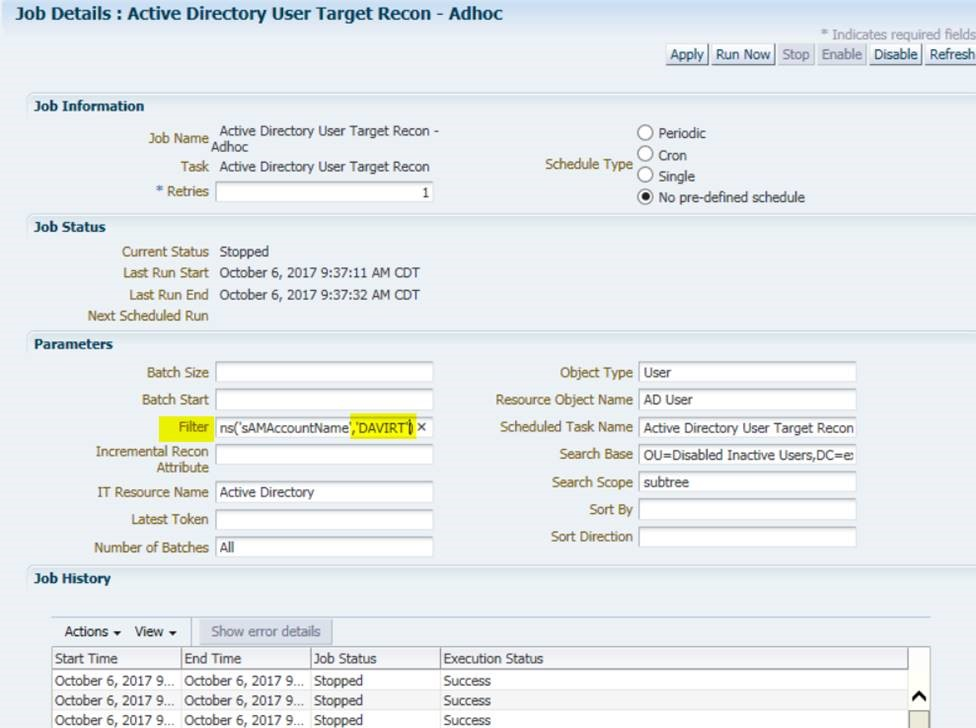 Job Details : Active Directory User Target Recon - Adhoc
* Indicates required fields
Apply Run Now Stop Enable Disable Refresh
Job Information
Job Name Active Directory User Target Recon -
Adhoc
Task Active Directory User Target Recon
* Retries 1
Schedule Type
Periodic
Cron
Single
No pre-defined schedule
Job Status
Current Status Stopped
Last Run Start October 6, 2017 9:37:11 AM CDT
Last Run End October 6, 2017 9:37:32 AM CDT
Next Scheduled Run
Parameters
Batch Size
Batch Start
Filter ns('sAMAccountName','DAVIRT')
Incremental Recon
Attribute
IT Resource Name Active Directory
Latest Token
Number of Batches All
Object Type User
Resource Object Name AD User
Scheduled Task Name Active Directory User Target Recon
Search Base OU=Disabled Inactive Users,DC=e
Search Scope subtree
Sort By
Sort Direction
Job History
Actions View Show error details
Start Time End Time Job Status Execution Status
October 6, 2017 9... October 6, 2017 9... Stopped Success
October 6, 2017 9... October 6, 2017 9... Stopped Success
October 6, 2017 9... October 6, 2017 9... Stopped Success